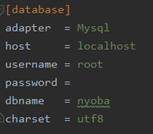 [database]
adapter = Mysql
host = localhost
username = root
password =
dbname = nyoba
charset = utf8